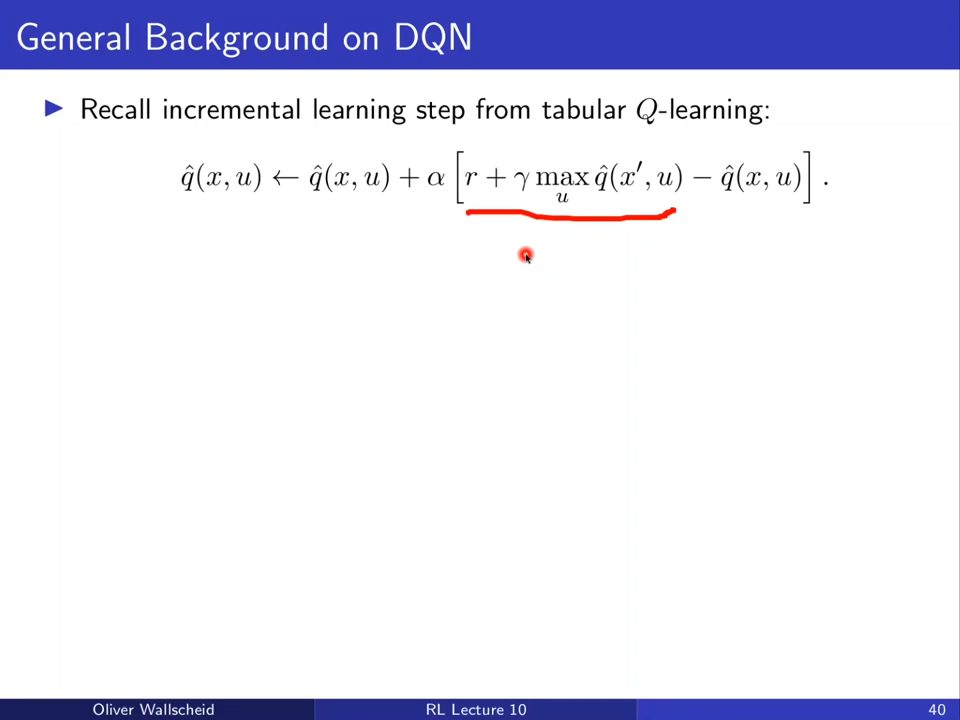 General Background on DQN
▶ Recall incremental learning step from tabular Q-learning:
q̂(x, u) ← q̂(x, u) + α [r + γ max_u q̂(x′, u) − q̂(x, u)] .
Oliver Wallscheid
RL Lecture 10
40